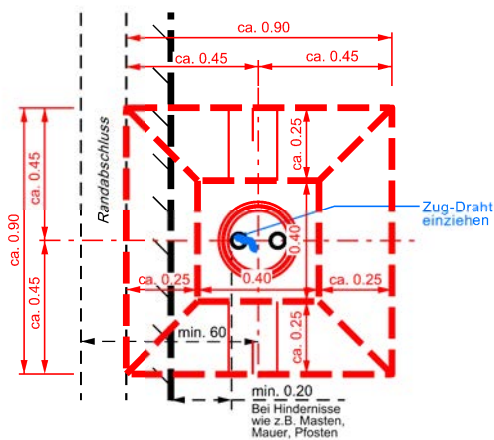 ca. 0.90
ca. 0.45
ca. 0.45
Randabschluss
ca. 0.25
ca. 0.45
ca. 0.90
Zug-Draht
einziehen
0.40
ca. 0.25
0.40
ca. 0.25
ca. 0.45
ca. 0.25
min. 60
min. 0.20
Bei Hindernisse
wie z.B. Masten,
Mauer, Pfosten